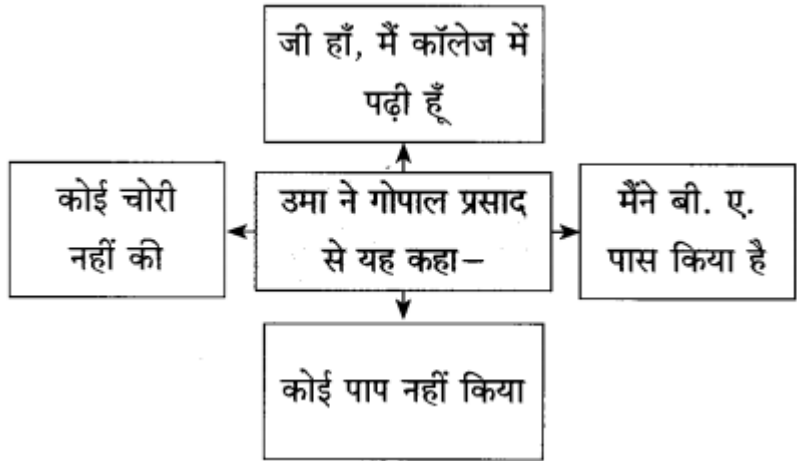 जी हाँ, मैं कॉलेज में
पढ़ी हूँ
कोई चोरी
नहीं की
उमा ने गोपाल प्रसाद
से यह कहा–
मैंने बी. ए.
पास किया है
कोई पाप नहीं किया